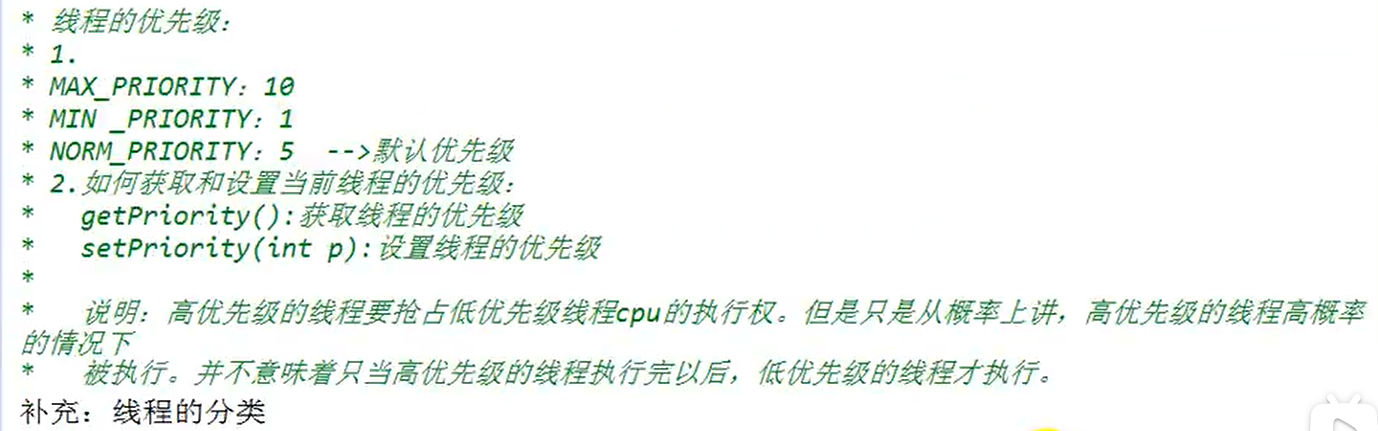 * 线程的优先级：
* 1.
* MAX_PRIORITY：10
* MIN _PRIORITY：1
* NORM_PRIORITY：5  -->默认优先级
* 2.如何获取和设置当前线程的优先级：
*   getPriority():获取线程的优先级
*   setPriority(int p):设置线程的优先级
*
*   说明：高优先级的线程要抢占低优先级线程cpu的执行权。但是只是从概率上讲，高优先级的线程高概率
的情况下
*   被执行。并不意味着只当高优先级的线程执行完以后，低优先级的线程才执行。
补充：线程的分类